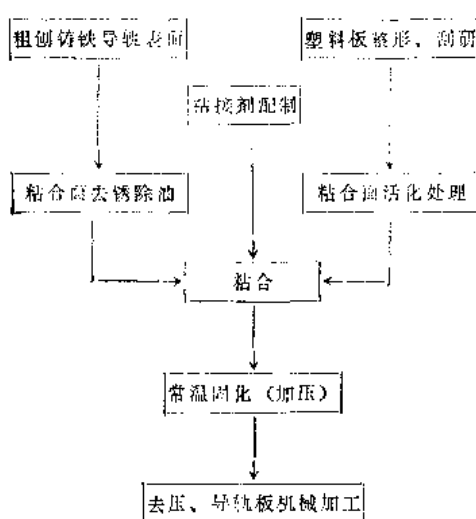 粗刨铸铁导轨表面
塑料板整形、刮研
粘接剂配制
粘合面去锈除油
粘合面活化处理
粘合
常温固化（加压）
去压、导轨板机械加工